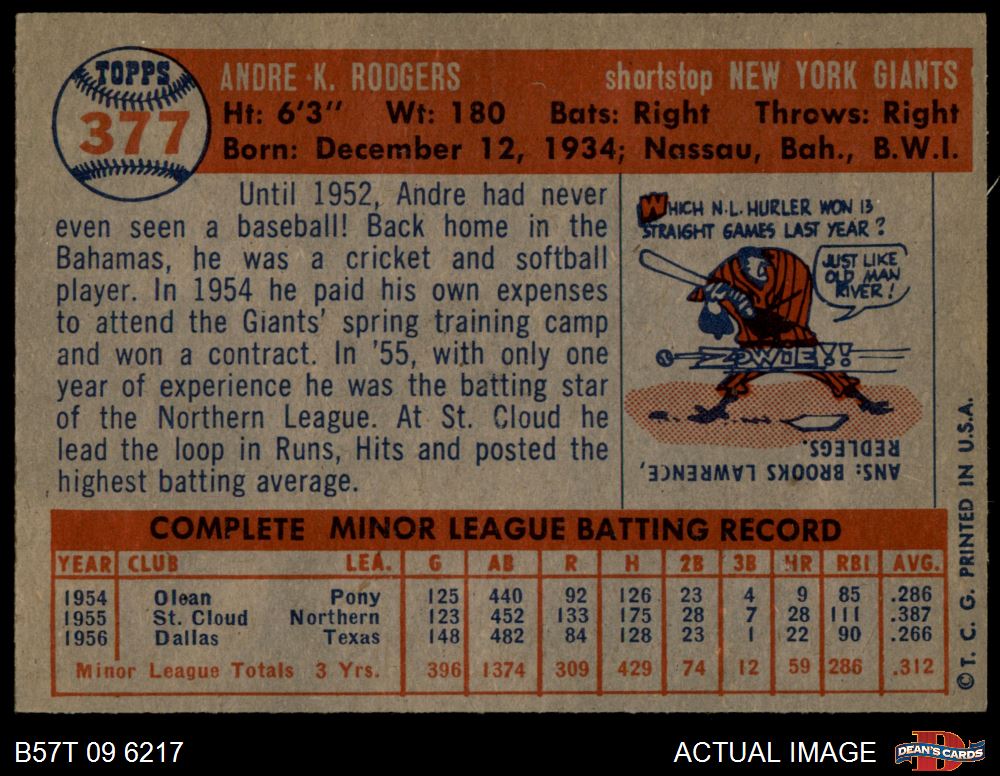 TOPPS
377
ANDRE K. RODGERS shortstop NEW YORK GIANTS
Ht: 6'3" Wt: 180 Bats: Right Throws: Right
Born: December 12, 1934; Nassau, Bah., B.W.I.
Until 1952, Andre had never
even seen a baseball! Back home in the
Bahamas, he was a cricket and softball
player. In 1954 he paid his own expenses
to attend the Giants' spring training camp
and won a contract. In '55, with only one
year of experience he was the batting star
of the Northern League. At St. Cloud he
lead the loop in Runs, Hits and posted the
highest batting average.
WHICH N.L. HURLER WON 13
STRAIGHT GAMES LAST YEAR?
JUST LIKE
OLD MAN
RIVER!
ZOWIE!!
ANS: BROOKS LAWRENCE,
REDLEGS.
COMPLETE MINOR LEAGUE BATTING RECORD
YEAR CLUB LEA. G AB R H 2B 3B HR RBI AVG.
1954 Olean Pony 125 440 92 126 23 4 9 85 .286
1955 St. Cloud Northern 123 452 133 175 28 7 28 111 .387
1956 Dallas Texas 148 482 84 128 23 1 22 90 .266
Minor League Totals 3 Yrs. 396 1374 309 429 74 12 59 286 .312
© T. C. G. PRINTED IN U.S.A.
B57T 09 6217 ACTUAL IMAGE
D
DEAN'S CARDS